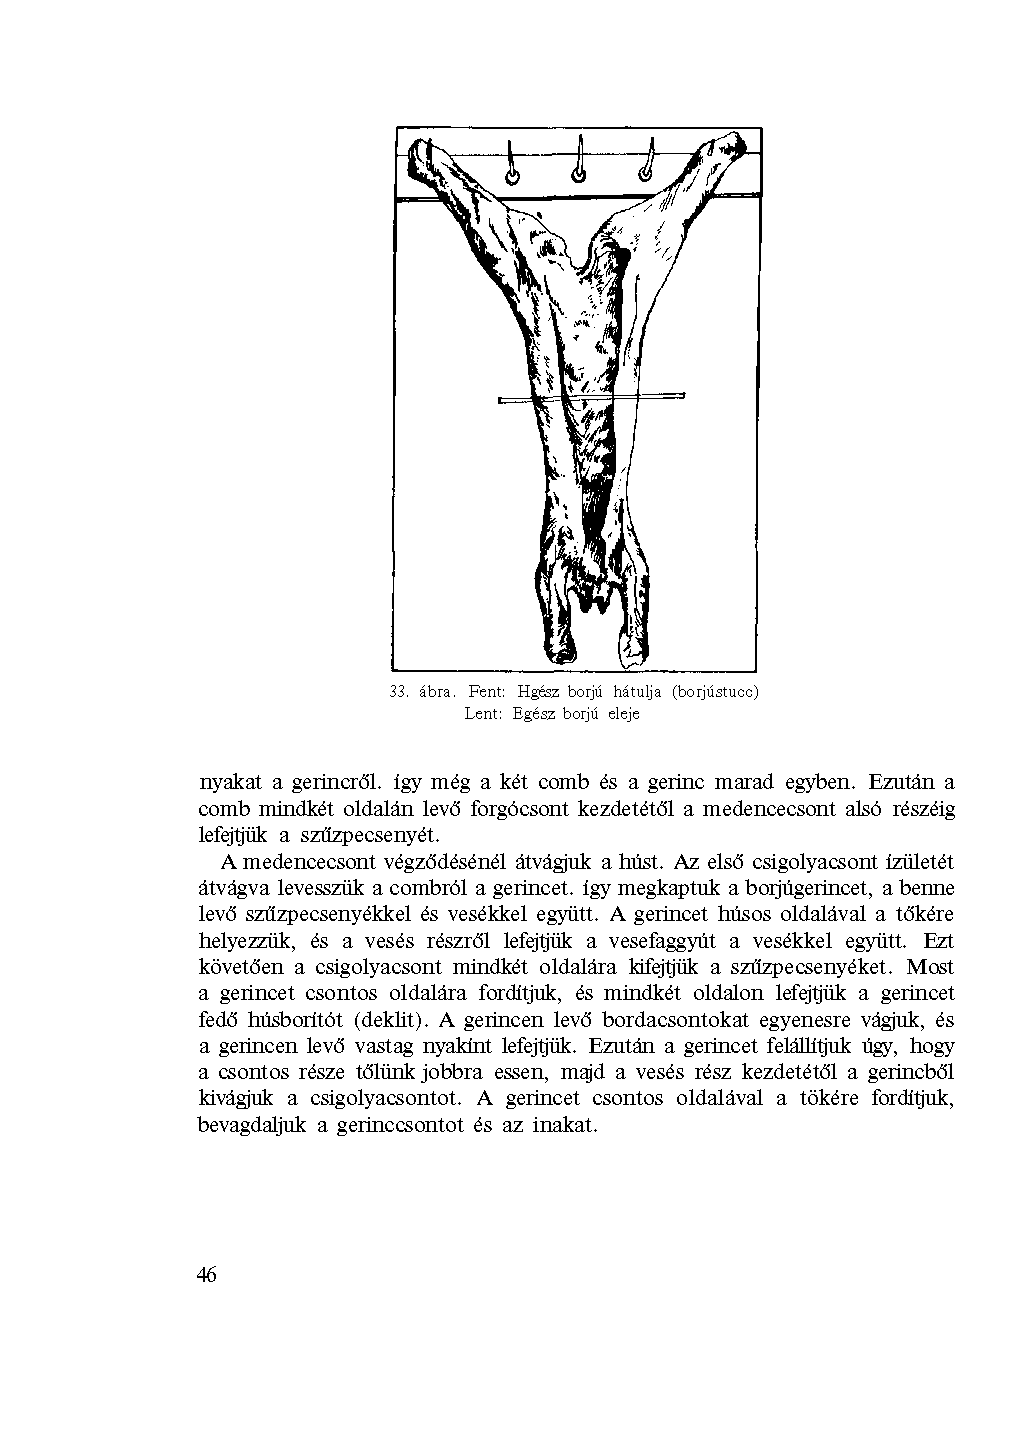 33. ábra. Fent: Hgész borjú hátulja (borjústucc)
Lent: Egész borjú eleje
nyakat a gerincről. így még a két comb és a gerinc marad egyben. Ezután a
comb mindkét oldalán levő forgócsont kezdetétől a medencecsont alsó részéig
lefejtjük a szűzpecsenyét.
A medencecsont végződésénél átvágjuk a húst. Az első csigolyacsont ízületét
átvágva levesszük a combról a gerincet. így megkaptuk a borjúgerincet, a benne
levő szűzpecsenyékkel és vesékkel együtt. A gerincet húsos oldalával a tőkére
helyezzük, és a vesés részről lefejtjük a vesefaggyút a vesékkel együtt. Ezt
követően a csigolyacsont mindkét oldalára kifejtjük a szűzpecsenyéket. Most
a gerincet csontos oldalára fordítjuk, és mindkét oldalon lefejtjük a gerincet
fedő húsborítót (deklit). A gerincen levő bordacsontokat egyenesre vágjuk, és
a gerincen levő vastag nyakínt lefejtjük. Ezután a gerincet felállítjuk úgy, hogy
a csontos része tőlünk jobbra essen, majd a vesés rész kezdetétől a gerincből
kivágjuk a csigolyacsontot. A gerincet csontos oldalával a tökére fordítjuk,
bevagdaljuk a gerinccsontot és az inakat.
46